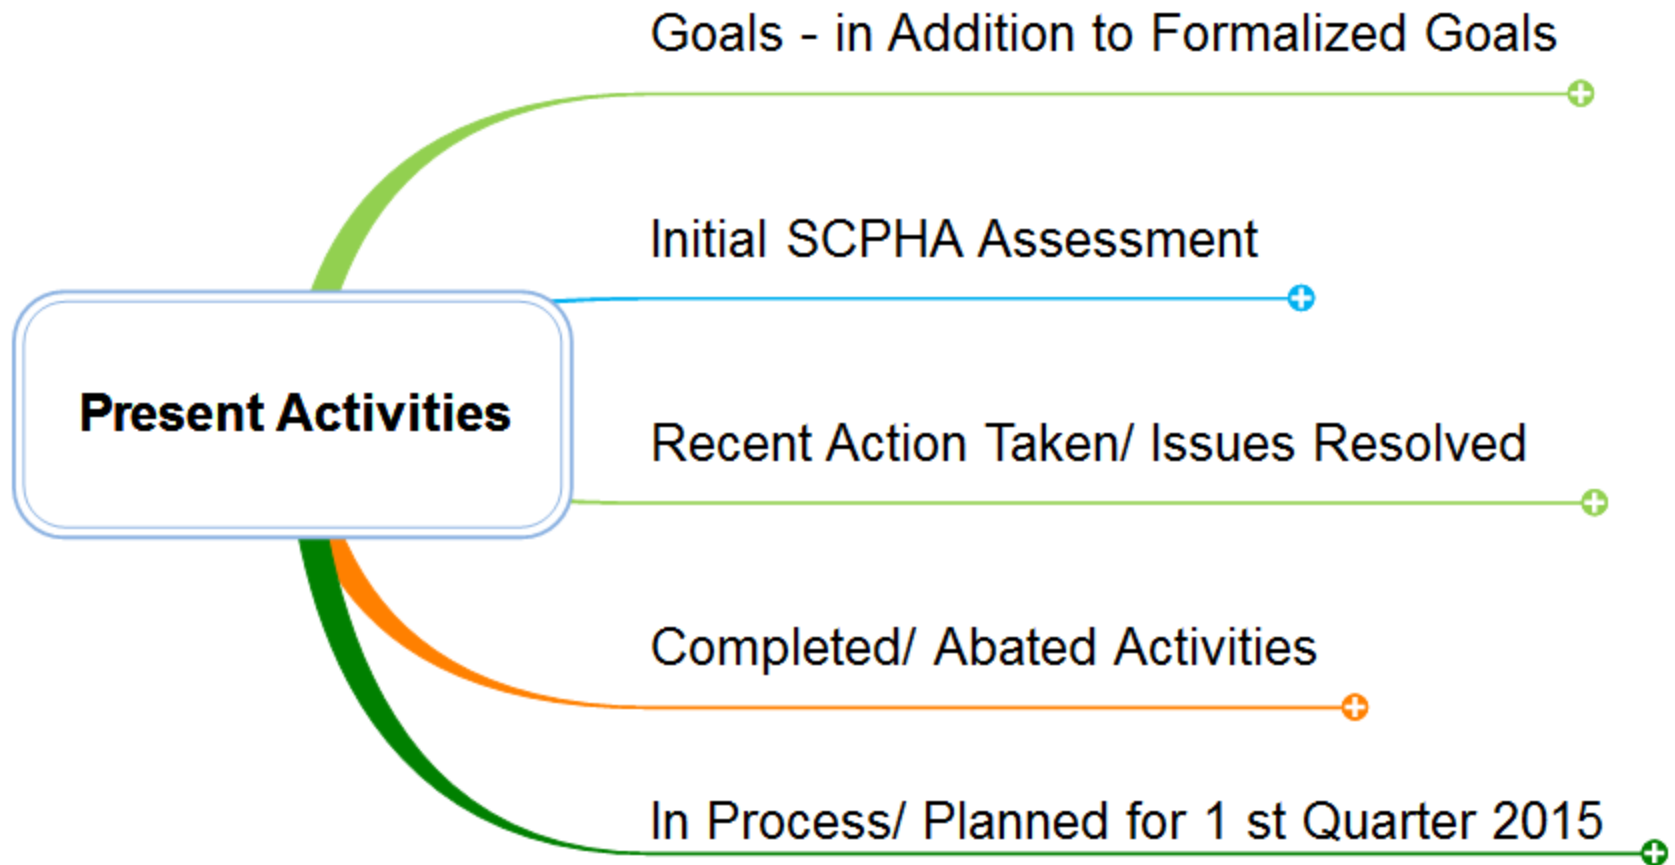 Goals - in Addition to Formalized Goals
Initial SCPHA Assessment
Present Activities
Recent Action Taken/ Issues Resolved
Completed/ Abated Activities
In Process/ Planned for 1 st Quarter 2015